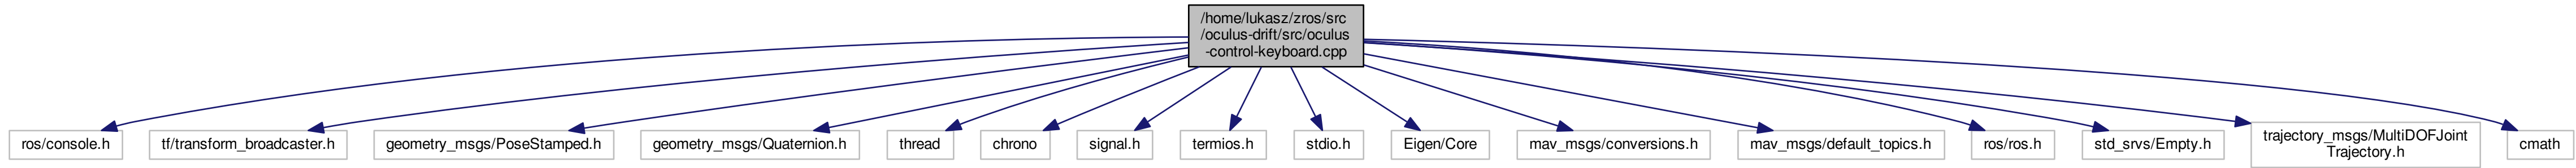 /home/lukasz/zros/src
/oculus-drift/src/oculus
-control-keyboard.cpp
ros/console.h
tf/transform_broadcaster.h
geometry_msgs/PoseStamped.h
geometry_msgs/Quaternion.h
thread
chrono
signal.h
termios.h
stdio.h
Eigen/Core
mav_msgs/conversions.h
mav_msgs/default_topics.h
ros/ros.h
std_srvs/Empty.h
trajectory_msgs/MultiDOFJoint
Trajectory.h
cmath